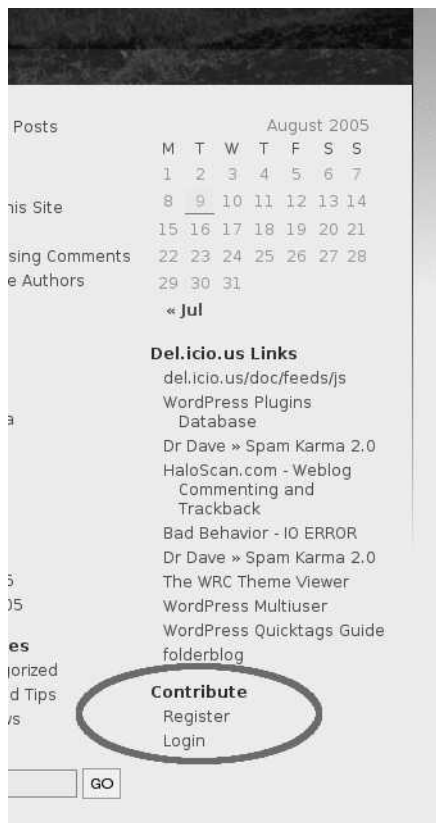 Posts
his Site
sing Comments
e Authors
a
5
05
es
gorized
d Tips
vs
GO
August 2005
M T W T F S S
1 2 3 4 5 6 7
8 9 10 11 12 13 14
15 16 17 18 19 20 21
22 23 24 25 26 27 28
29 30 31
« Jul
Del.icio.us Links
del.icio.us/doc/feeds/js
WordPress Plugins
Database
Dr Dave » Spam Karma 2.0
HaloScan.com - Weblog
Commenting and
Trackback
Bad Behavior - IO ERROR
Dr Dave » Spam Karma 2.0
The WRC Theme Viewer
WordPress Multiuser
WordPress Quicktags Guide
folderblog
Contribute
Register
Login